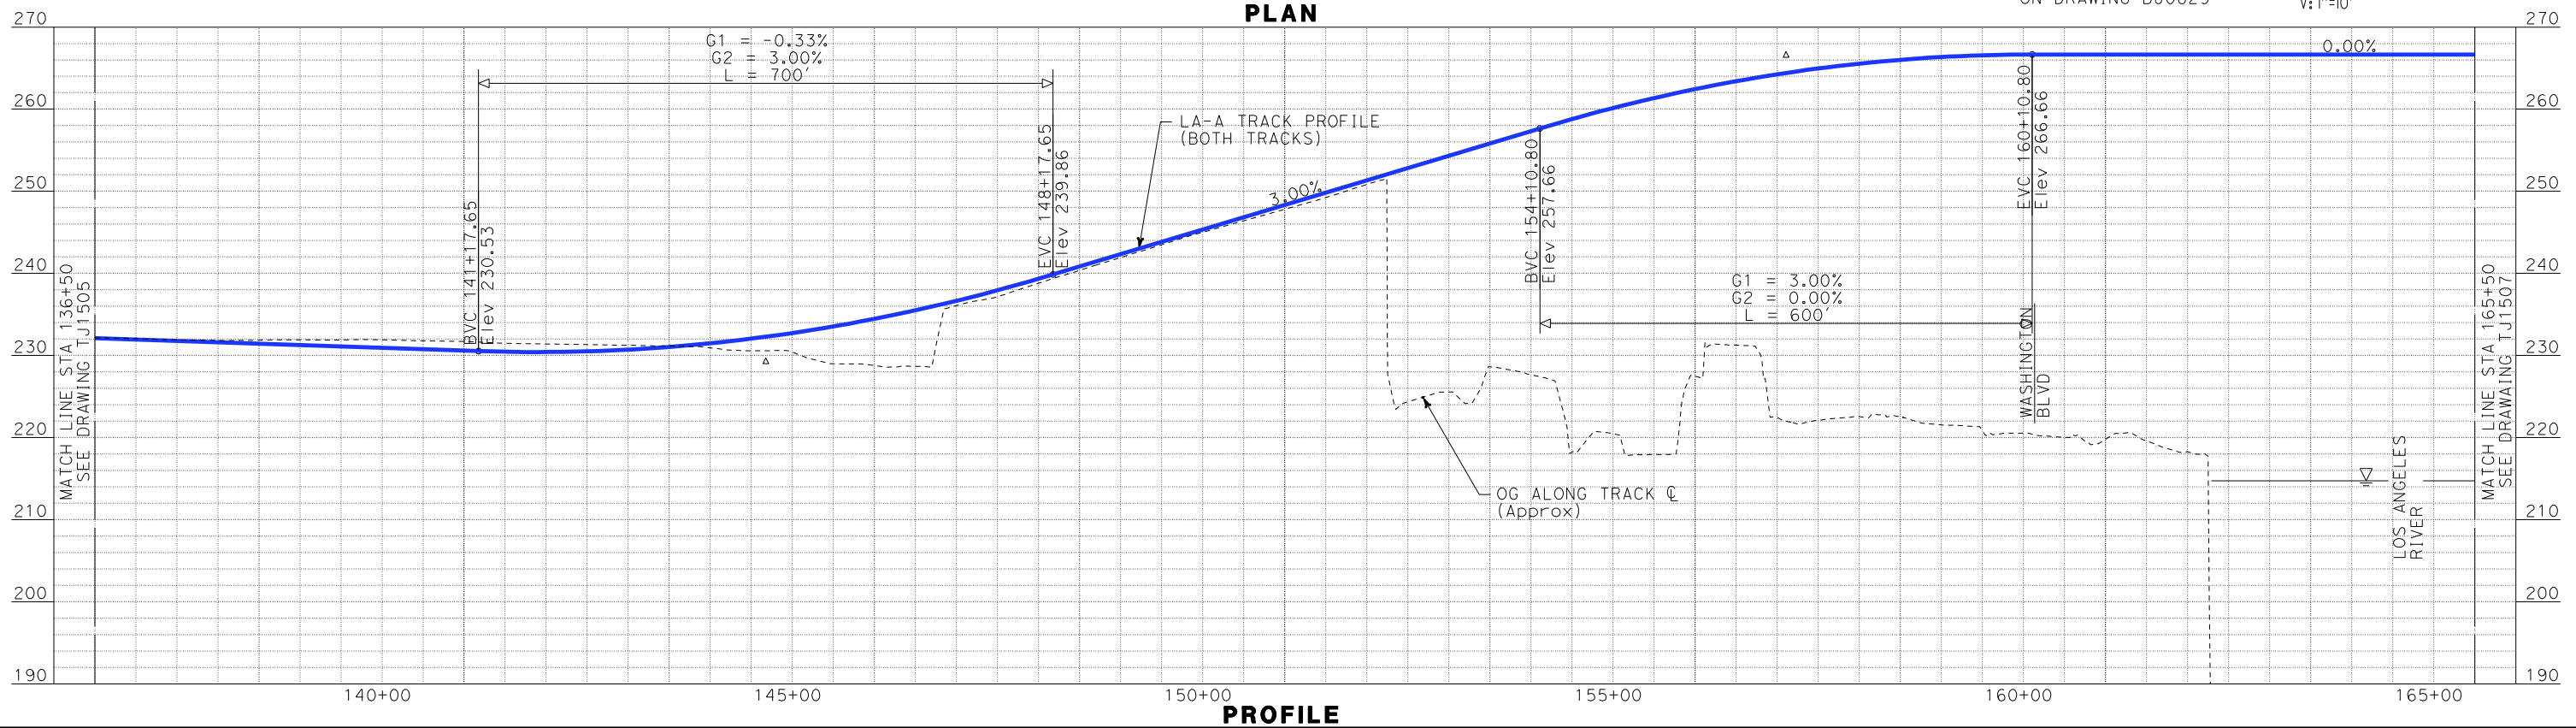 PLAN
ON DRAWING
V: 1"=10'
270
260
250
240
230
220
210
200
190
G1 = -0.33%
G2 = 3.00%
L = 700'
LA-A TRACK PROFILE
(BOTH TRACKS)
3.00%
0.00%
BVC 141+17.65
Elev 230.53
EVC 148+17.65
Elev 239.86
BVC 154+10.80
Elev 257.66
EVC 160+10.80
Elev 266.66
G1 = 3.00%
G2 = 0.00%
L = 600'
WASHINGTON
BLVD
OG ALONG TRACK ℄
(Approx)
LOS ANGELES
RIVER
MATCH LINE STA 136+50
SEE DRAWING TJ1505
MATCH LINE STA 165+50
SEE DRAWAING TJ1507
270
260
250
240
230
220
210
200
190
140+00
145+00
150+00
155+00
160+00
165+00
PROFILE